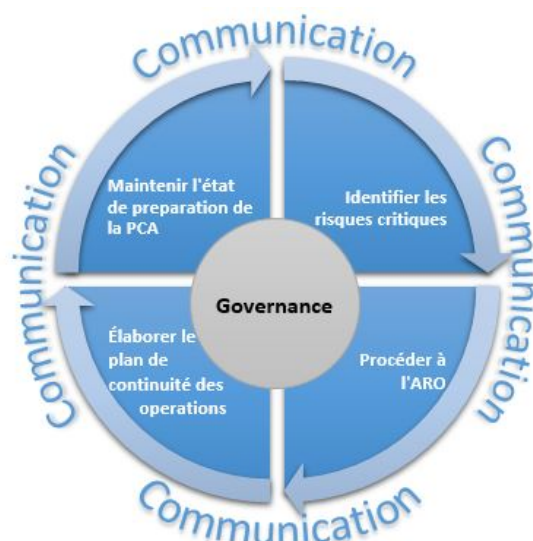 Communication
Communication
Communication
Communication
Maintenir l'état
de preparation de
la PCA
Identifier les
risques critiques
Governance
Élaborer le
plan de
continuité des
operations
Procéder à
l'ARO